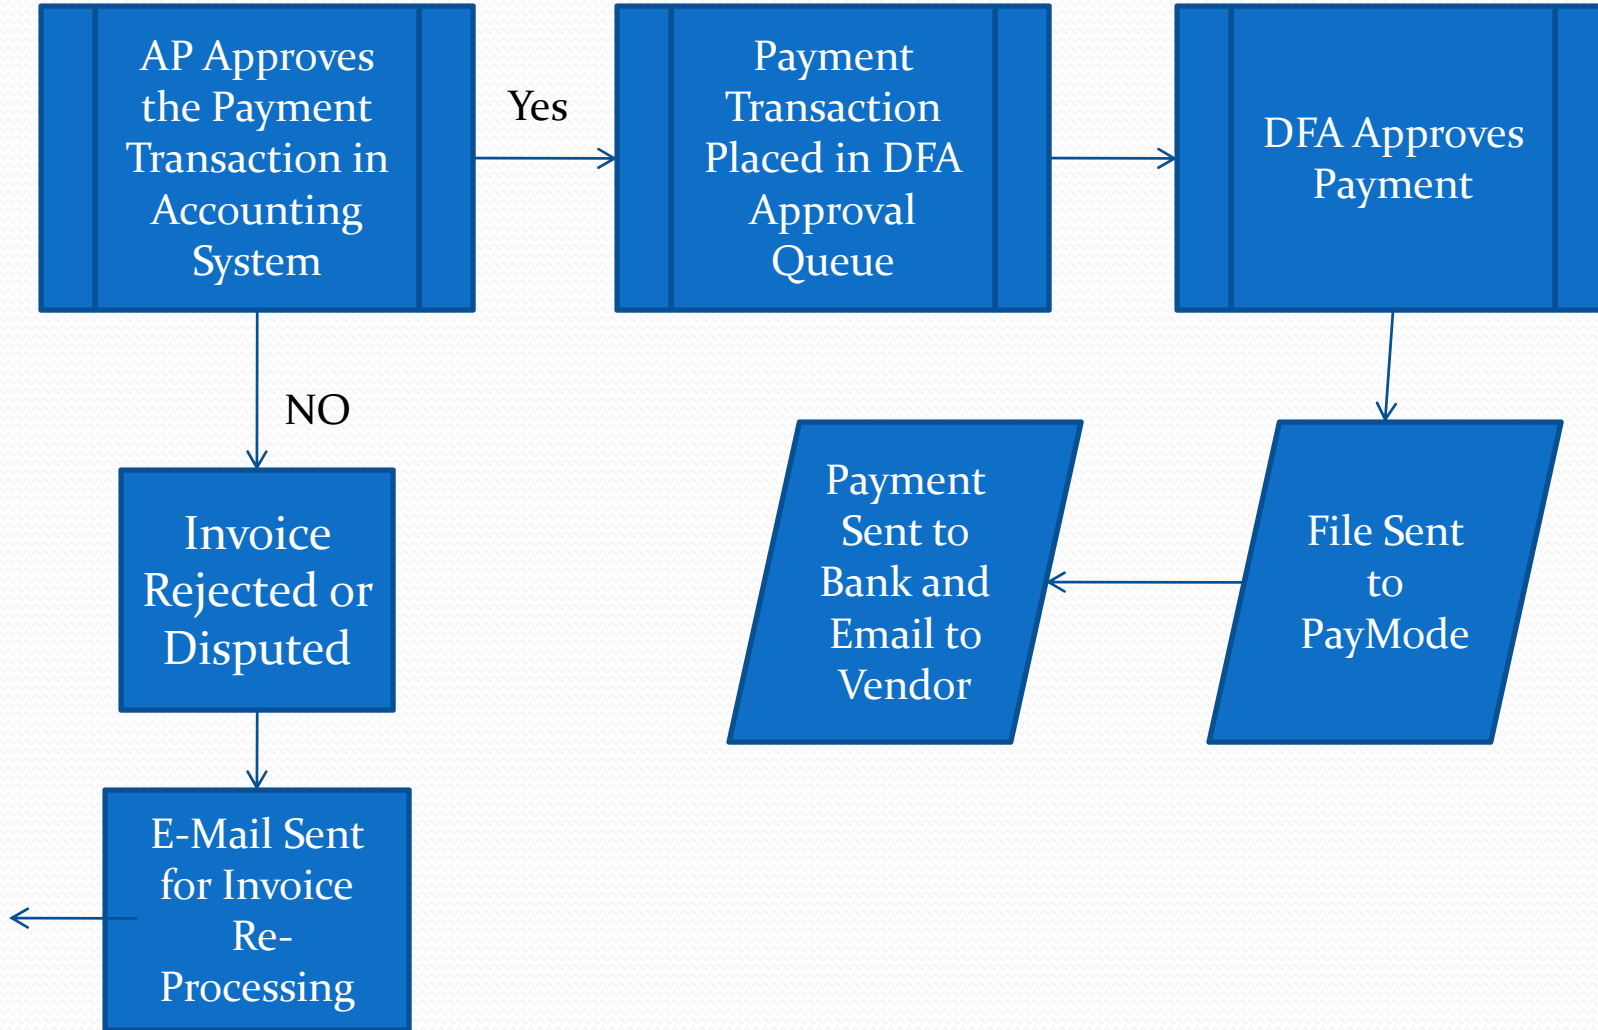 AP Approves
the Payment
Transaction in
Accounting
System
Yes
Payment
Transaction
Placed in DFA
Approval
Queue
DFA Approves
Payment
NO
Invoice
Rejected or
Disputed
Payment
Sent to
Bank and
Email to
Vendor
File Sent
to
PayMode
E-Mail Sent
for Invoice
Re-
Processing